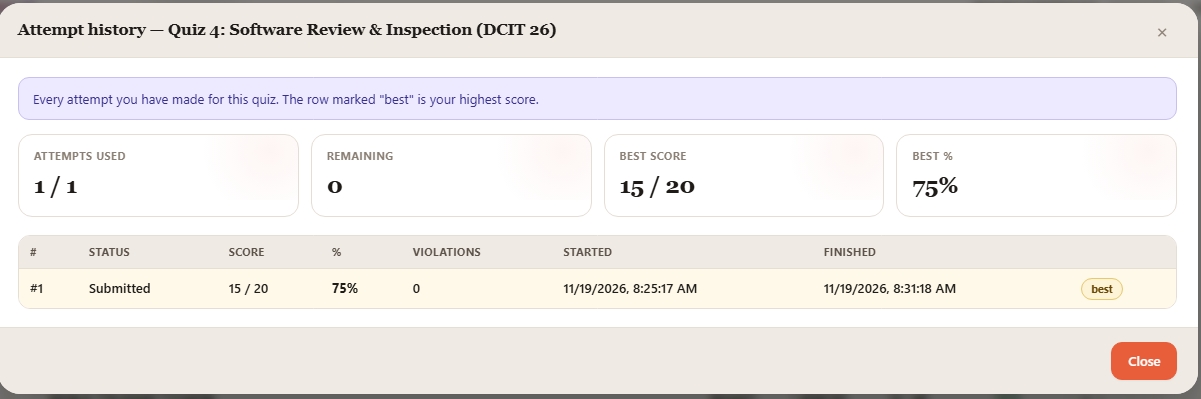 Attempt history — Quiz 4: Software Review & Inspection (DCIT 26)
×
Every attempt you have made for this quiz. The row marked "best" is your highest score.
ATTEMPTS USED
1 / 1
REMAINING
0
BEST SCORE
15 / 20
BEST %
75%
# STATUS SCORE % VIOLATIONS STARTED FINISHED
#1 Submitted 15 / 20 75% 0 11/19/2026, 8:25:17 AM 11/19/2026, 8:31:18 AM best
Close